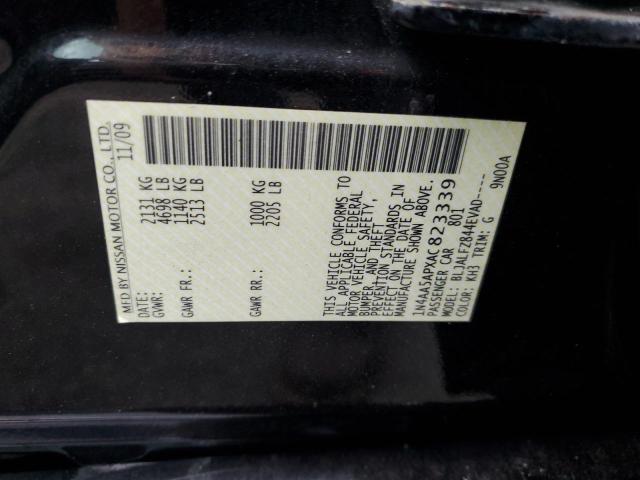 MFD BY NISSAN MOTOR CO., LTD.
DATE: 11/09
GVWR: 2131 KG
4698 LB
GAWR FR.: 1140 KG
2513 LB
GAWR RR.: 1000 KG
2205 LB
THIS VEHICLE CONFORMS TO
ALL APPLICABLE FEDERAL
MOTOR VEHICLE SAFETY,
BUMPER, AND THEFT
PREVENTION STANDARDS IN
EFFECT ON THE DATE OF
MANUFACTURE SHOWN ABOVE.
1N4AA5APXAC823339
PASSENGER CAR 801
MODEL: BLJALFZ844EVAD----
COLOR: KH3 TRIM: G 9N00A